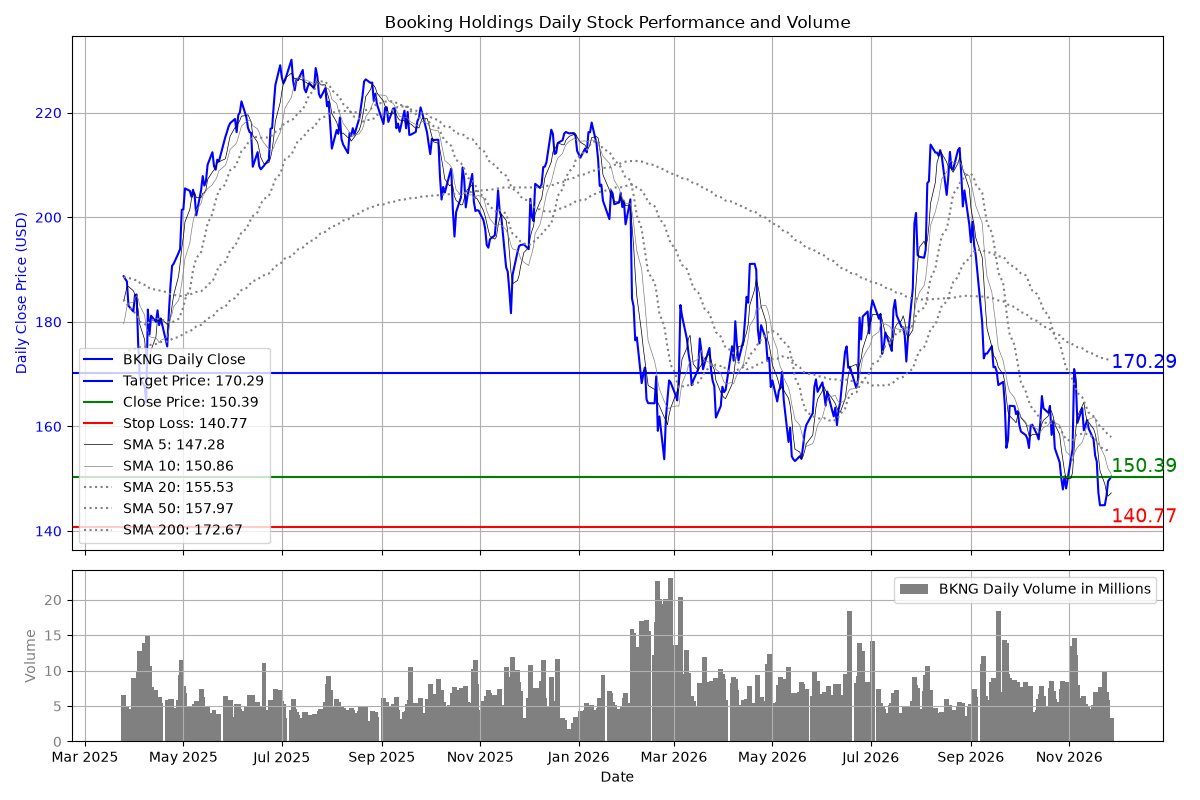 Booking Holdings Daily Stock Performance and Volume
Daily Close Price (USD)
220
200
180
160
140
BKNG Daily Close
Target Price: 170.29
Close Price: 150.39
Stop Loss: 140.77
SMA 5: 147.28
SMA 10: 150.86
SMA 20: 155.53
SMA 50: 157.97
SMA 200: 172.67
170.29
150.39
140.77
Volume
20
15
10
5
0
BKNG Daily Volume in Millions
Mar 2025 May 2025 Jul 2025 Sep 2025 Nov 2025 Jan 2026 Mar 2026 May 2026 Jul 2026 Sep 2026 Nov 2026
Date